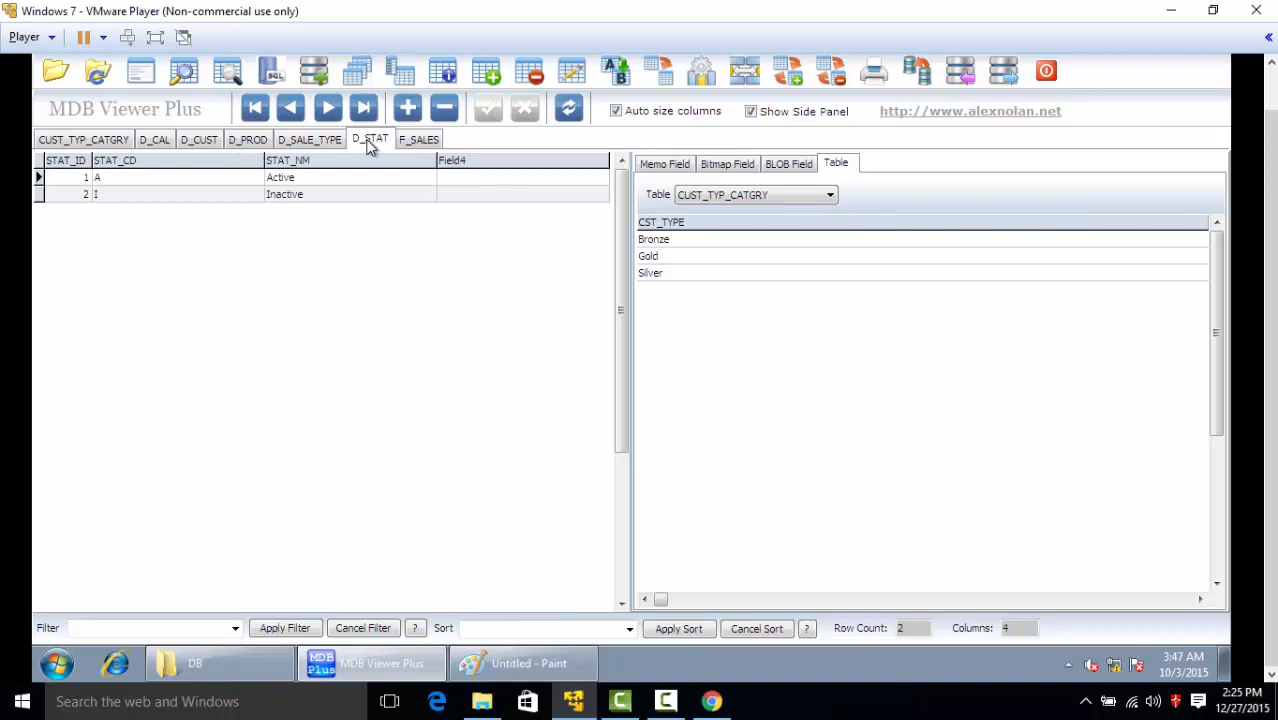 Windows 7 - VMware Player (Non-commercial use only)
Player
SQL
A B
MDB Viewer Plus
Auto size columns
Show Side Panel
http://www.alexnolan.net
CUST_TYP_CATGRY D_CAL D_CUST D_PROD D_SALE_TYPE D_STAT F_SALES
STAT_ID STAT_CD STAT_NM Field4
1 A Active
2 I Inactive
Memo Field Bitmap Field BLOB Field Table
Table CUST_TYP_CATGRY
CST_TYPE
Bronze
Gold
Silver
Filter Apply Filter Cancel Filter ? Sort Apply Sort Cancel Sort ? Row Count: 2 Columns: 4
DB
MDB Plus
MDB Viewer Plus
Untitled - Paint
3:47 AM
10/3/2015
Search the web and Windows
2:25 PM
12/27/2015